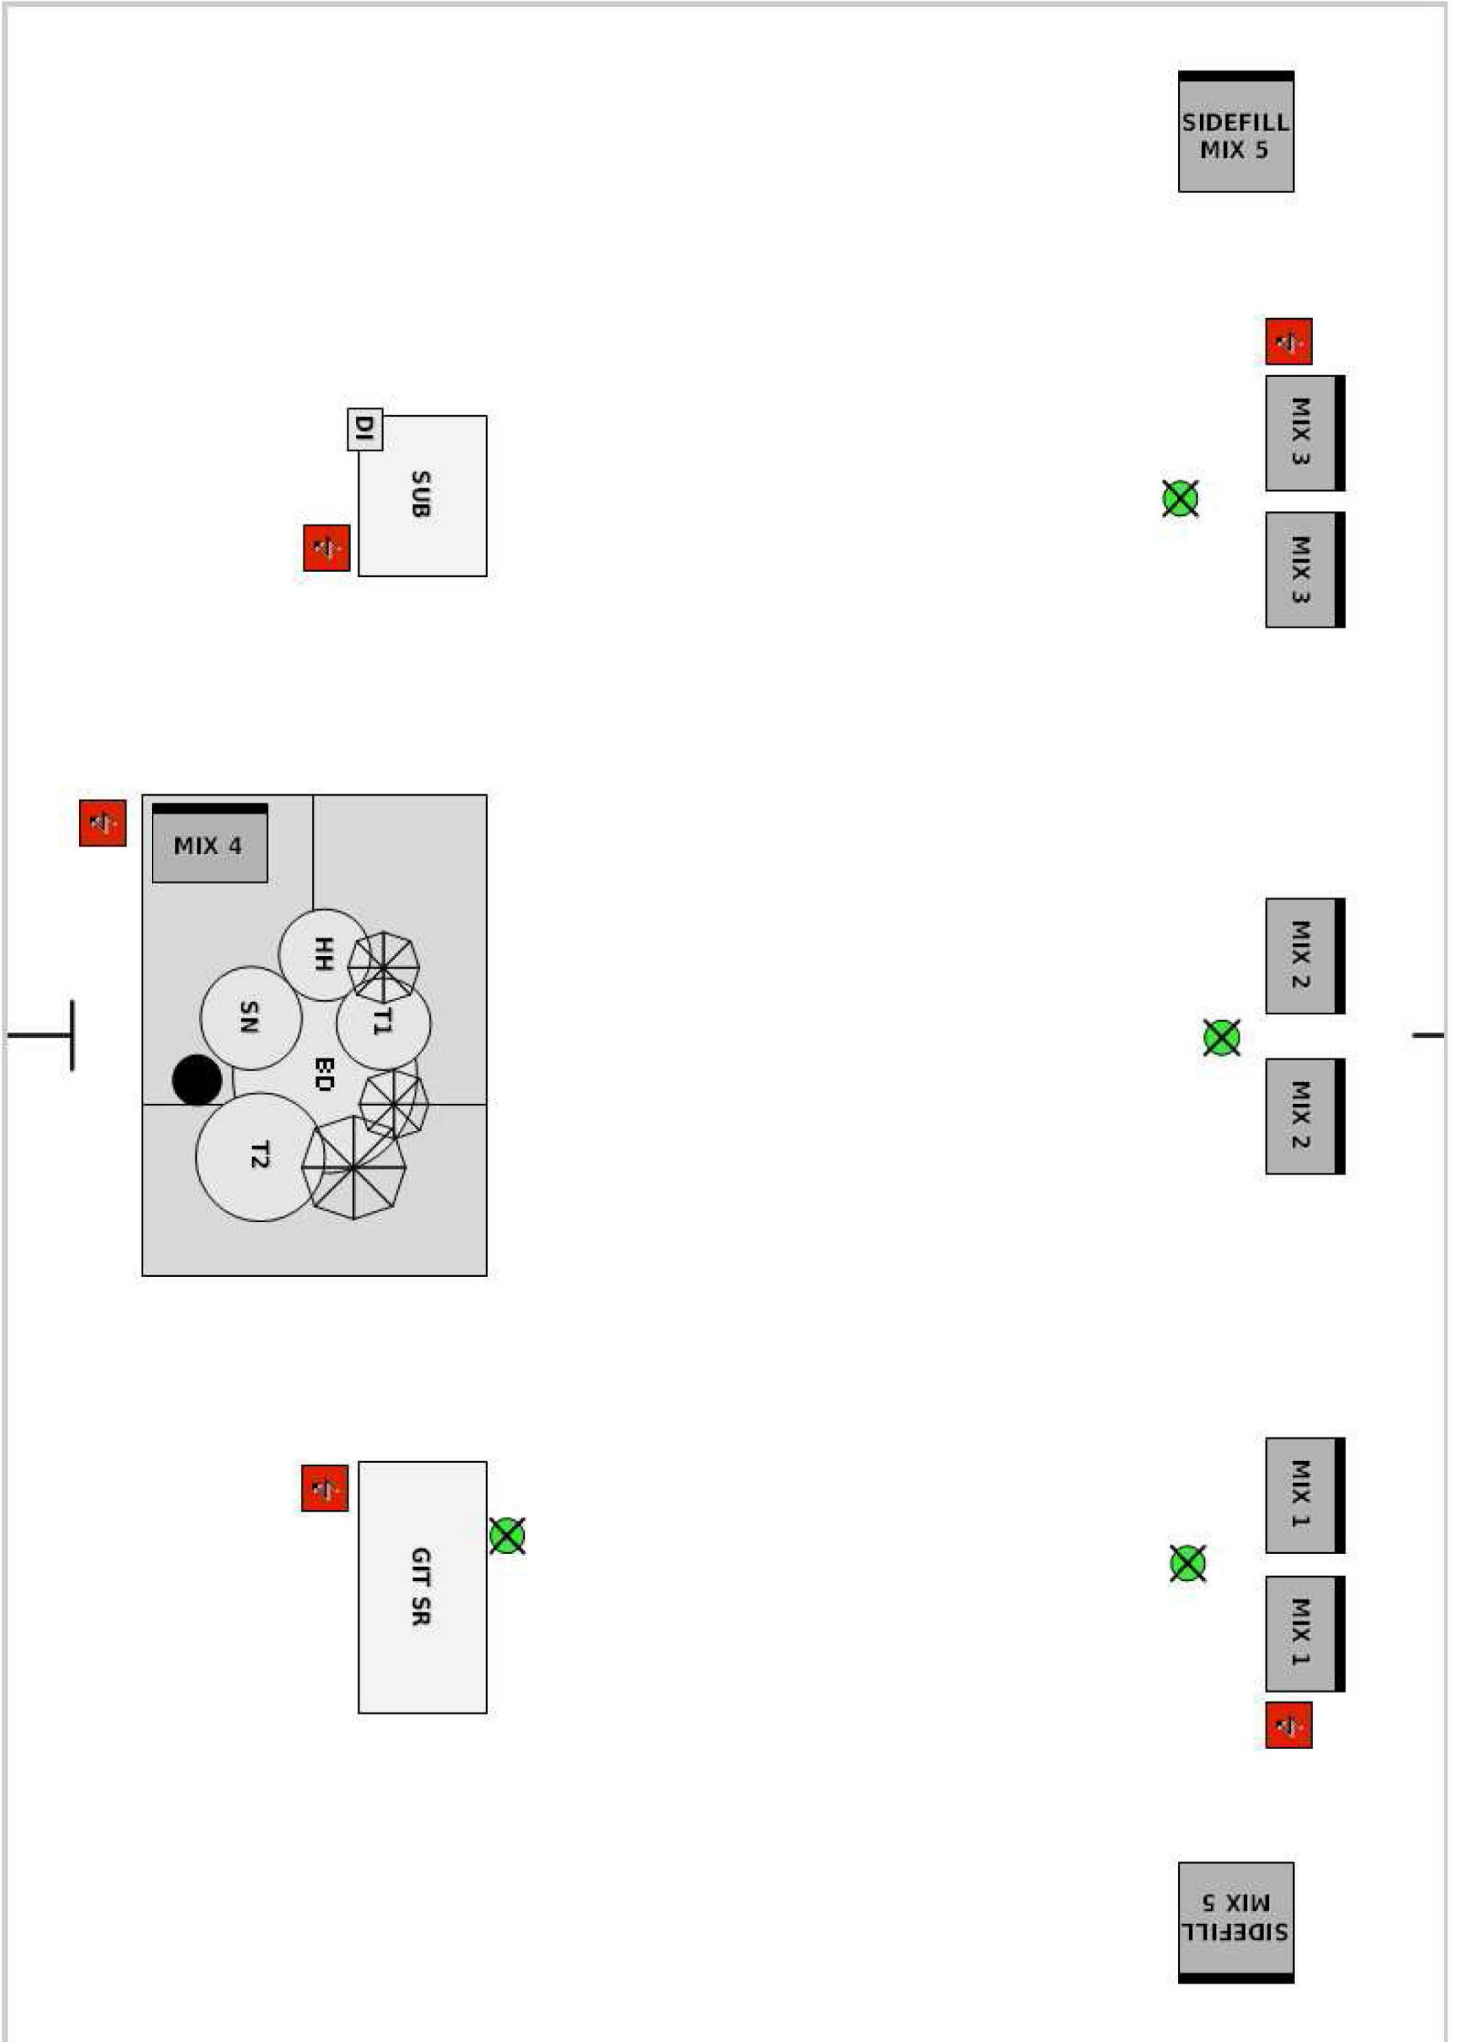 SIDEFILL
MIX 5
MIX 3
DI
SUB
MIX 3
MIX 4
MIX 2
HH
SN
T1
BD
MIX 2
T2
MIX 1
GIT SR
MIX 1
SIDEFILL
MIX 5